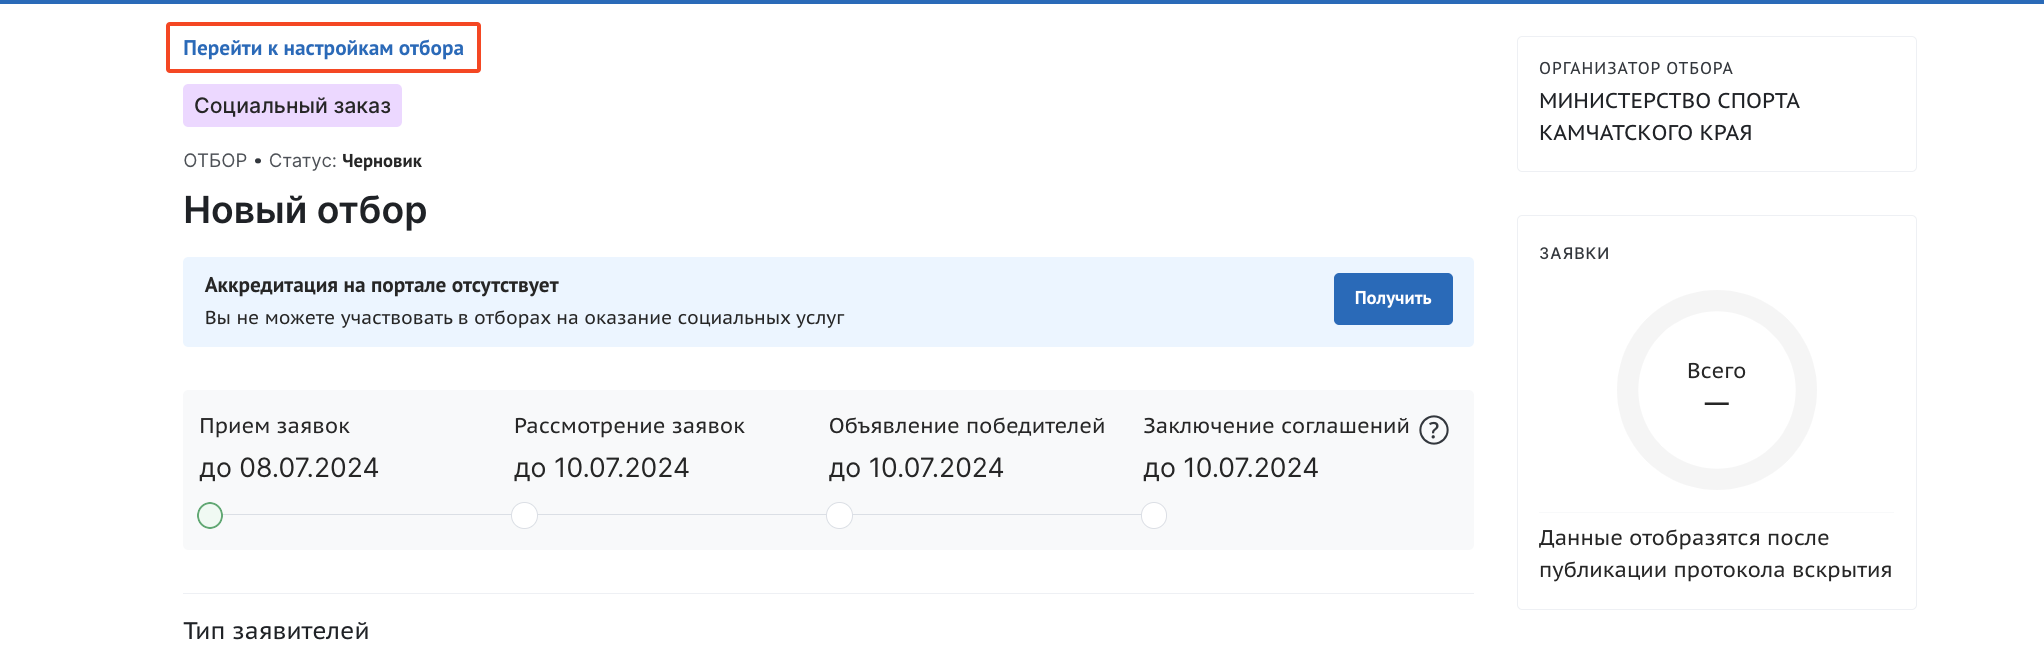 Перейти к настройкам отбора
Социальный заказ
ОТБОР • Статус: Черновик
Новый отбор
Аккредитация на портале отсутствует
Вы не можете участвовать в отборах на оказание социальных услуг
Получить
Прием заявок
до 08.07.2024
Рассмотрение заявок
до 10.07.2024
Объявление победителей
до 10.07.2024
Заключение соглашений ?
до 10.07.2024
Тип заявителей
ОРГАНИЗАТОР ОТБОРА
МИНИСТЕРСТВО СПОРТА
КАМЧАТСКОГО КРАЯ
ЗАЯВКИ
Всего
—
Данные отобразятся после
публикации протокола вскрытия